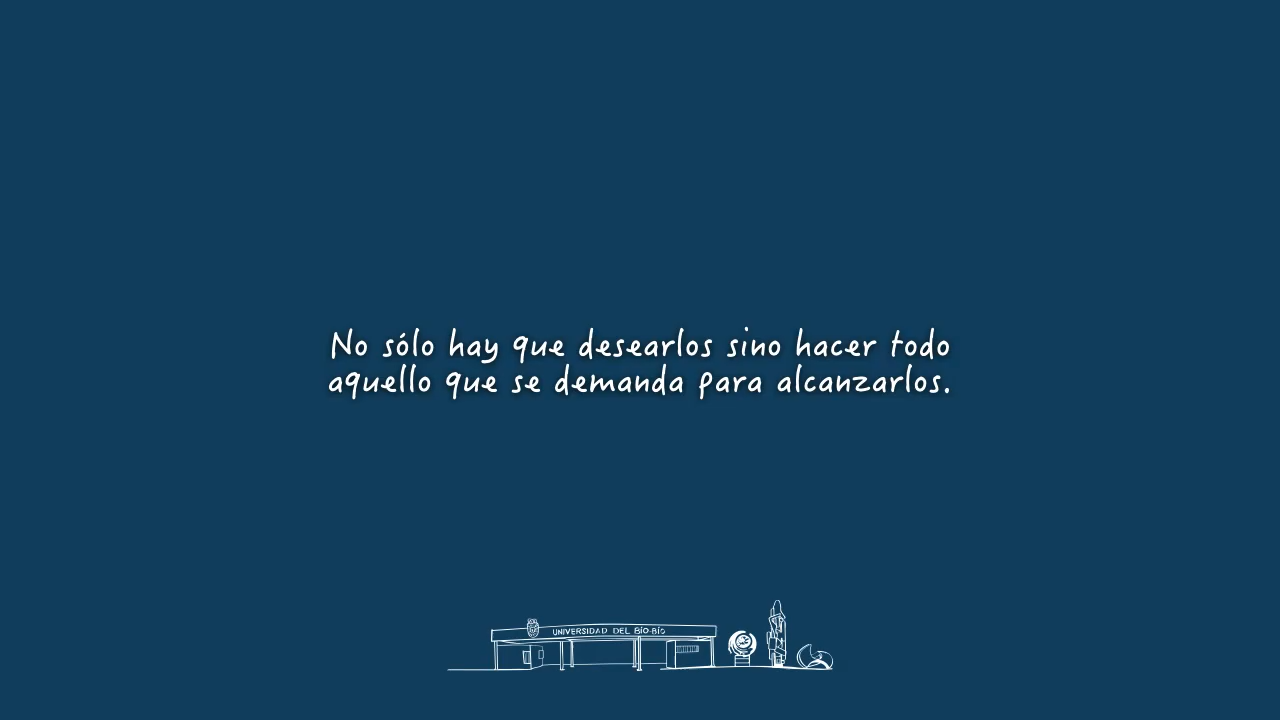 No sólo hay que desearlos sino hacer todo
aquello que se demanda para alcanzarlos.
UNIVERSIDAD DEL BÍO-BÍO